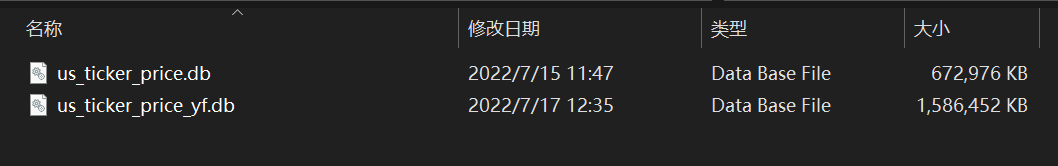 名称 修改日期 类型 大小
us_ticker_price.db 2022/7/15 11:47 Data Base File 672,976 KB
us_ticker_price_yf.db 2022/7/17 12:35 Data Base File 1,586,452 KB